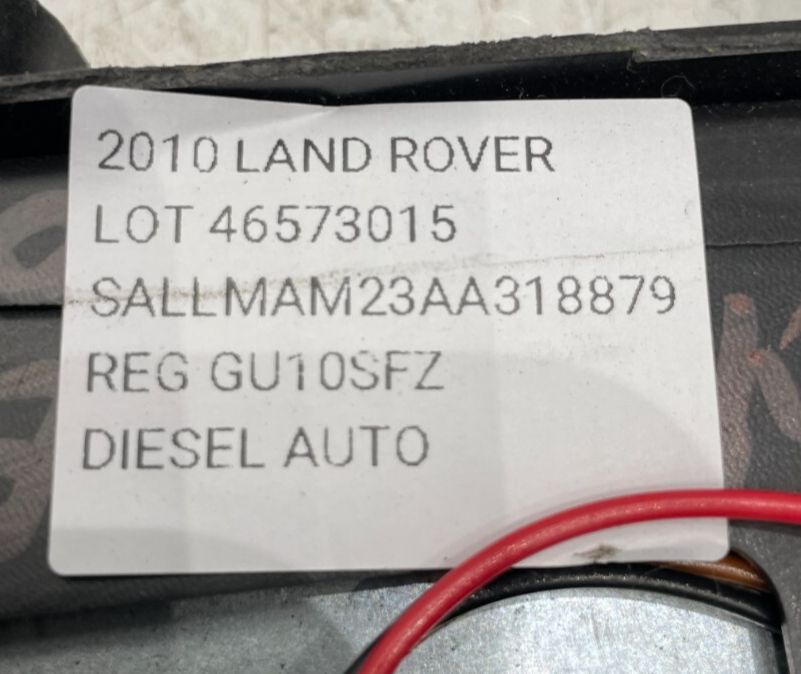 2010 LAND ROVER
LOT 46573015
SALLMAM23AA318879
REG GU10SFZ
DIESEL AUTO